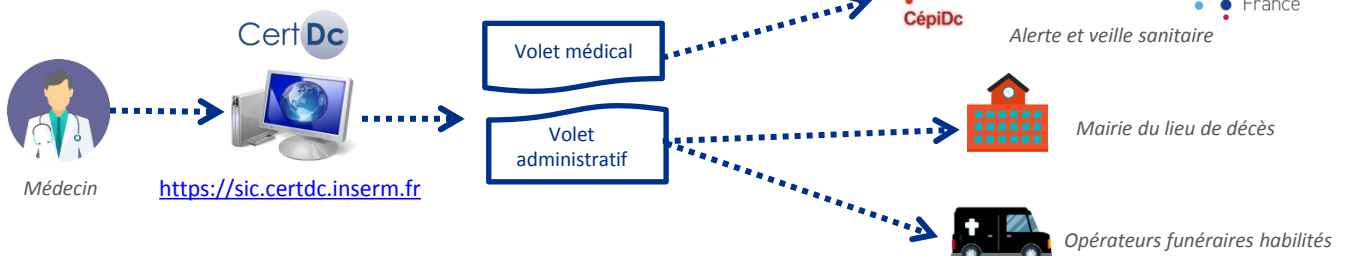 France
CépiDc
Alerte et veille sanitaire
CertDc
Volet médical
Volet
administratif
Mairie du lieu de décès
Médecin
https://sic.certdc.inserm.fr
Opérateurs funéraires habilités